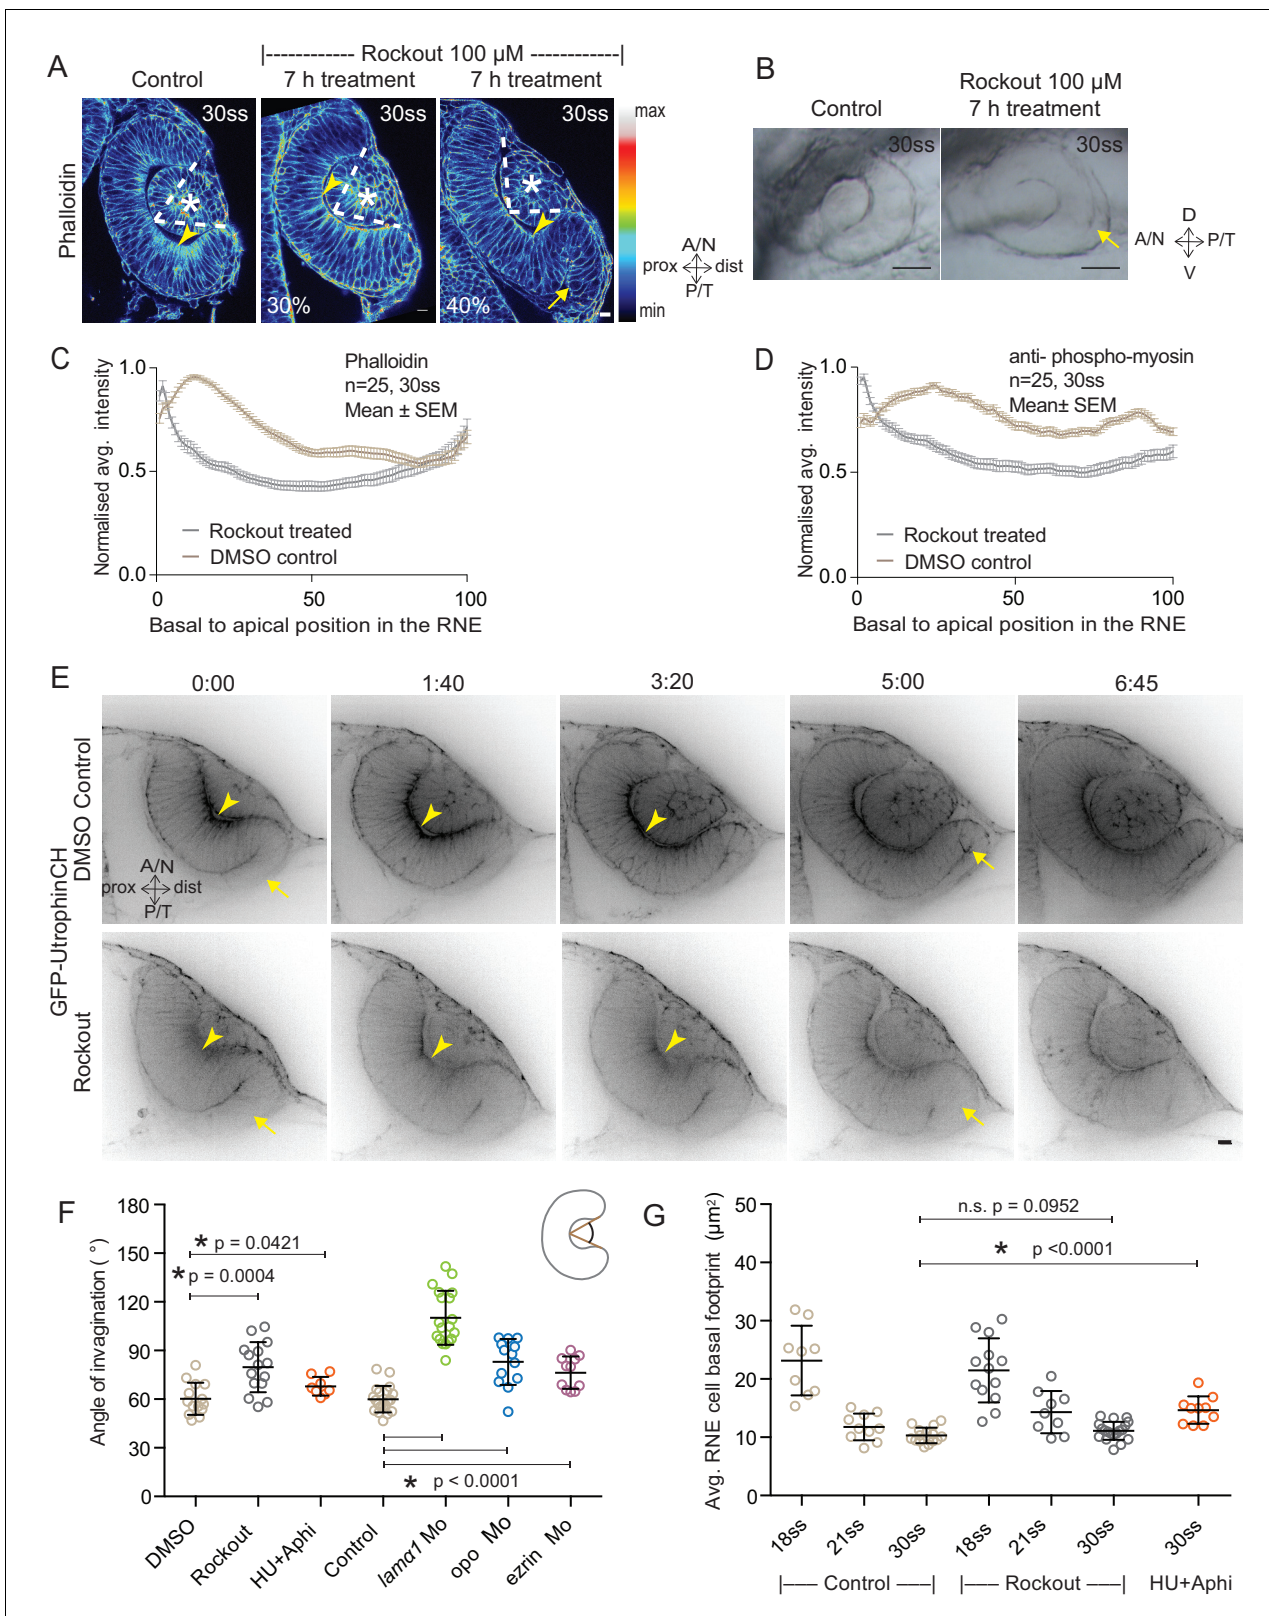 A
|------------ Rockout 100 µM ------------|
Control
7 h treatment
7 h treatment
Phalloidin
30ss
30ss
30ss
*
*
*
30%
40%
max
min
A/N
prox dist
P/T
B
Rockout 100 µM
Control
7 h treatment
30ss
30ss
D
A/N P/T
V
C
Normalised avg. intensity
1.0
0.5
0.0
Phalloidin
n=25, 30ss
Mean ± SEM
Rockout treated
DMSO control
0
50
100
Basal to apical position in the RNE
D
Normalised avg. intensity
1.0
0.5
0.0
anti- phospho-myosin
n=25, 30ss
Mean± SEM
Rockout treated
DMSO control
0
50
100
Basal to apical position in the RNE
E
0:00
1:40
3:20
5:00
6:45
GFP-UtrophinCH
DMSO Control
Rockout
A/N
prox dist
P/T
F
Angle of invagination ( °)
180
150
120
90
60
30
0
* p = 0.0421
* p = 0.0004
* p < 0.0001
DMSO
Rockout
HU+Aphi
Control
lamα1 Mo
opo Mo
ezrin Mo
G
Avg. RNE cell basal footprint (µm²)
50
40
30
20
10
0
n.s. p = 0.0952
* p <0.0001
18ss
21ss
30ss
18ss
21ss
30ss
30ss
|--- Control ---|
|--- Rockout ---|
HU+Aphi